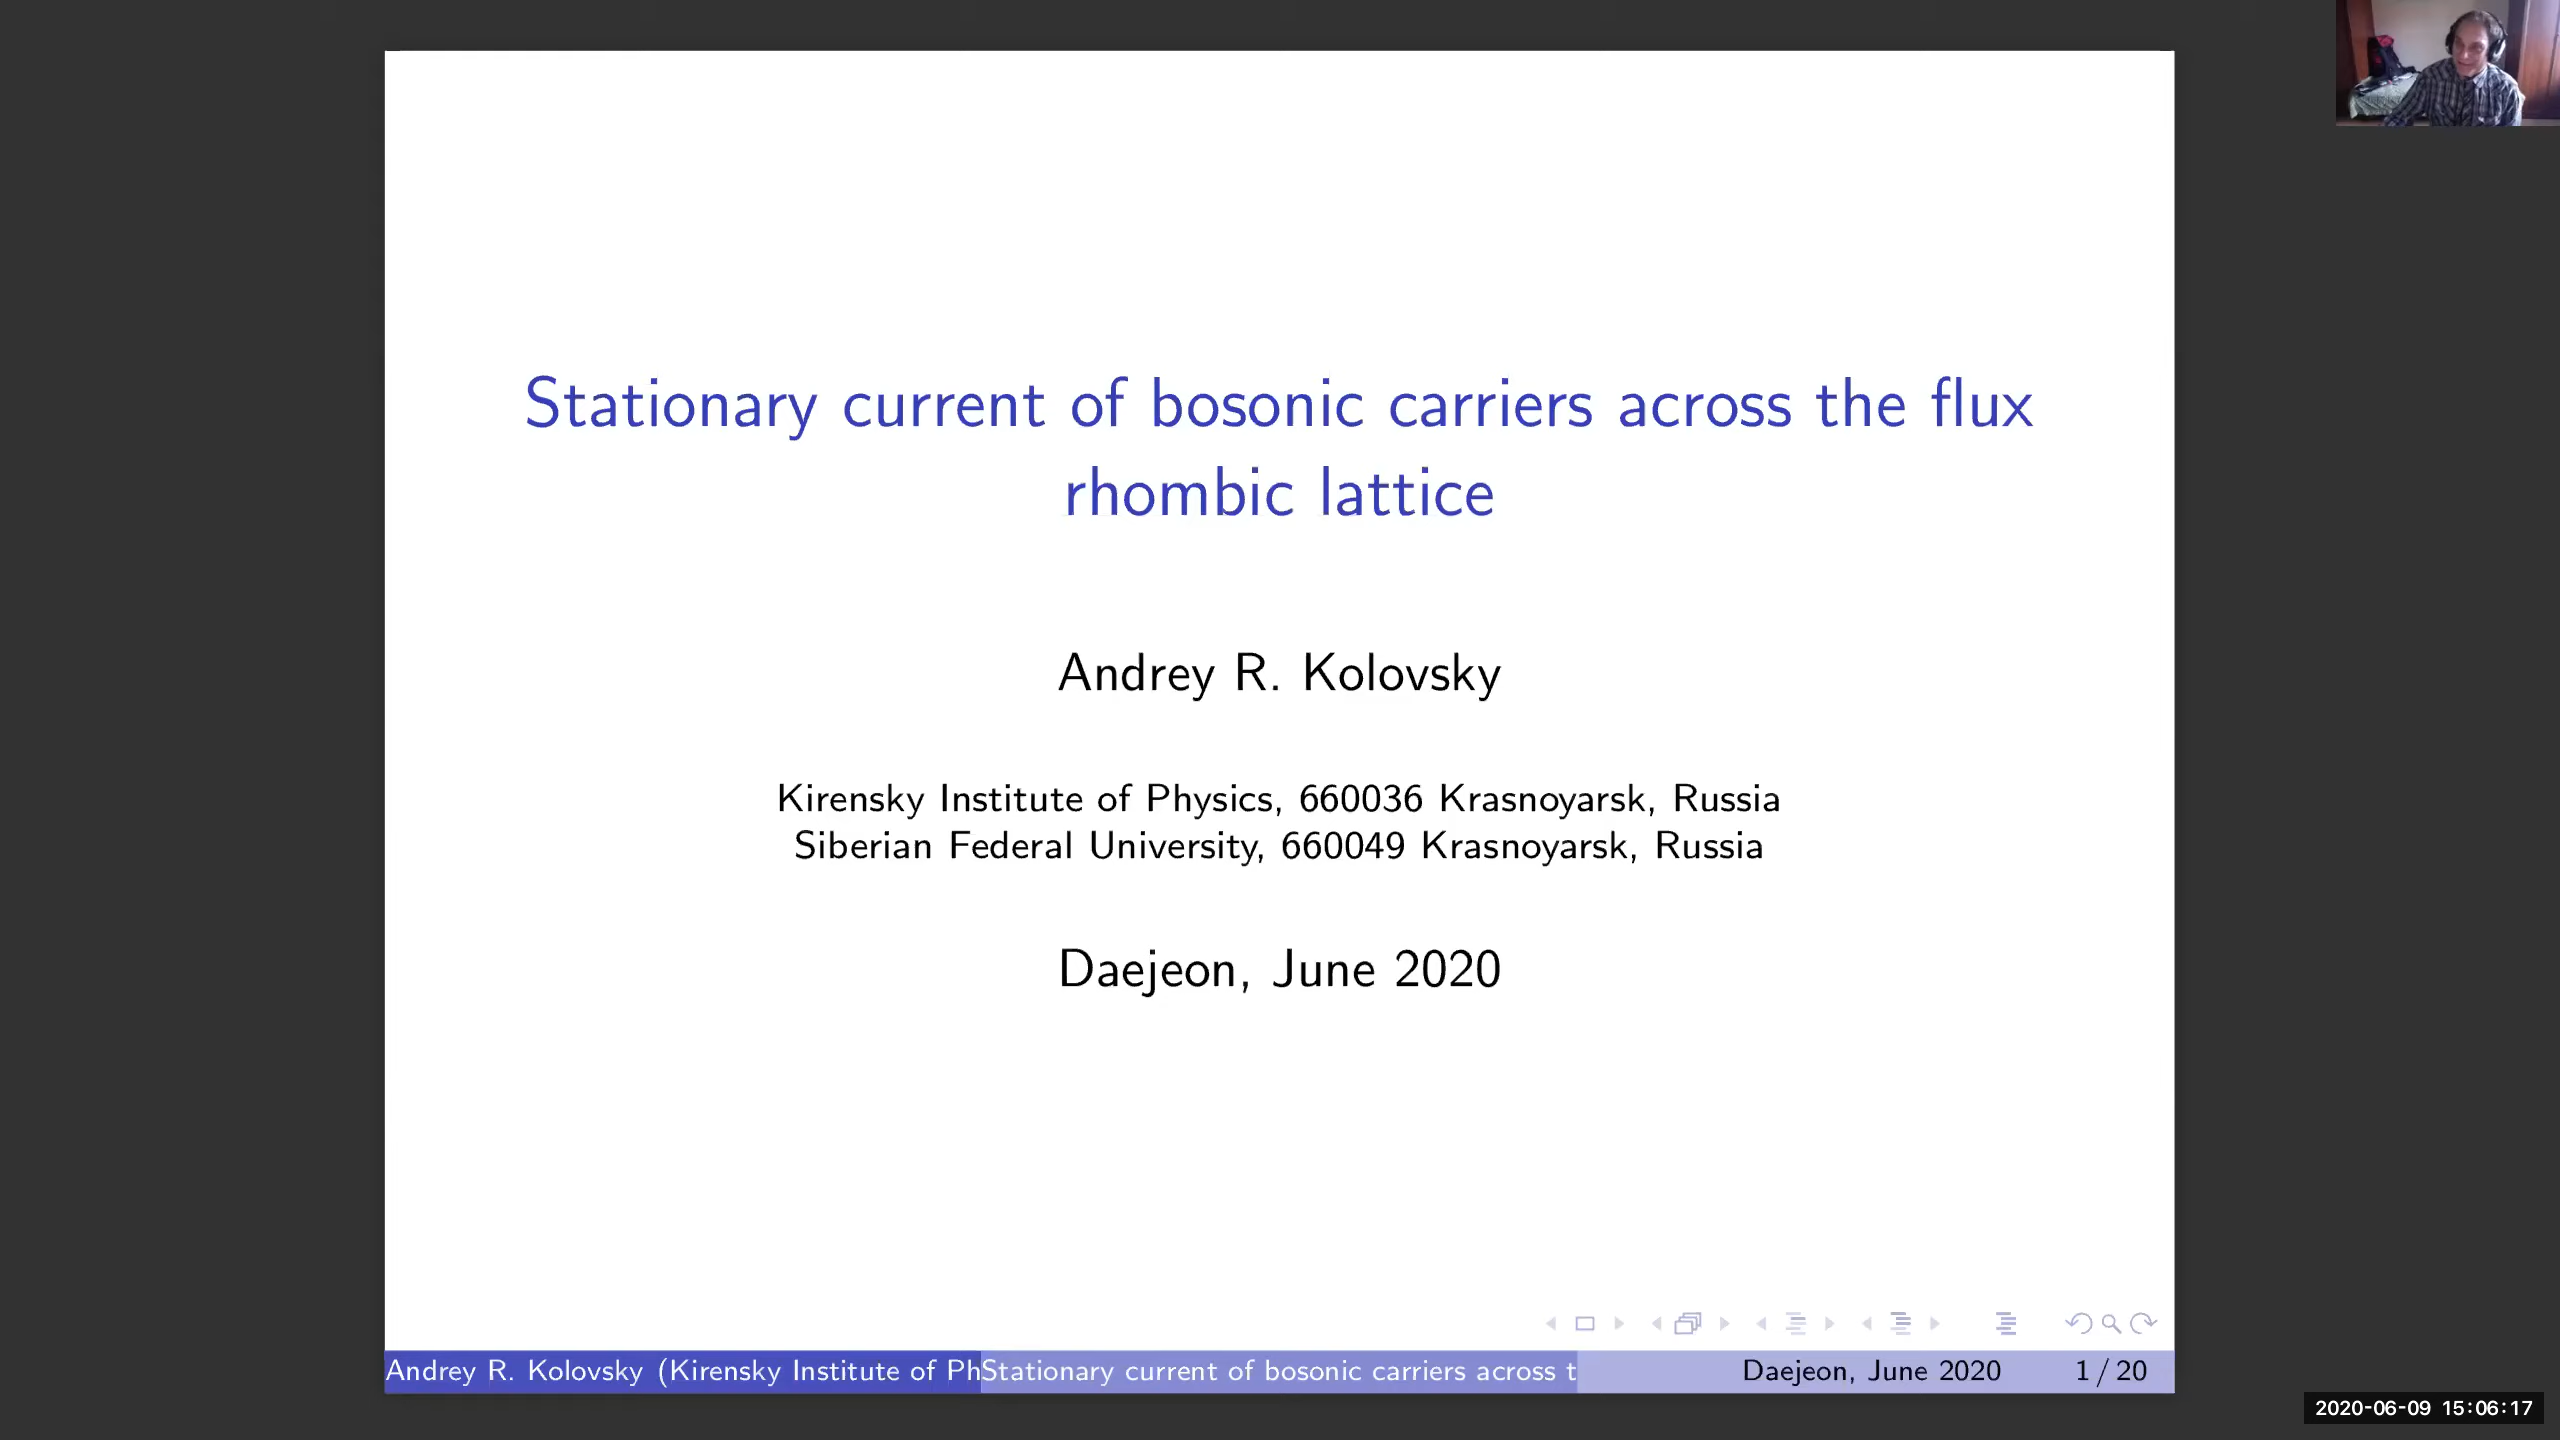 Stationary current of bosonic carriers across the flux
rhombic lattice
Andrey R. Kolovsky
Kirensky Institute of Physics, 660036 Krasnoyarsk, Russia
Siberian Federal University, 660049 Krasnoyarsk, Russia
Daejeon, June 2020
Andrey R. Kolovsky (Kirensky Institute of Ph
Stationary current of bosonic carriers across t
Daejeon, June 2020
1 / 20
2020-06-09 15:06:17